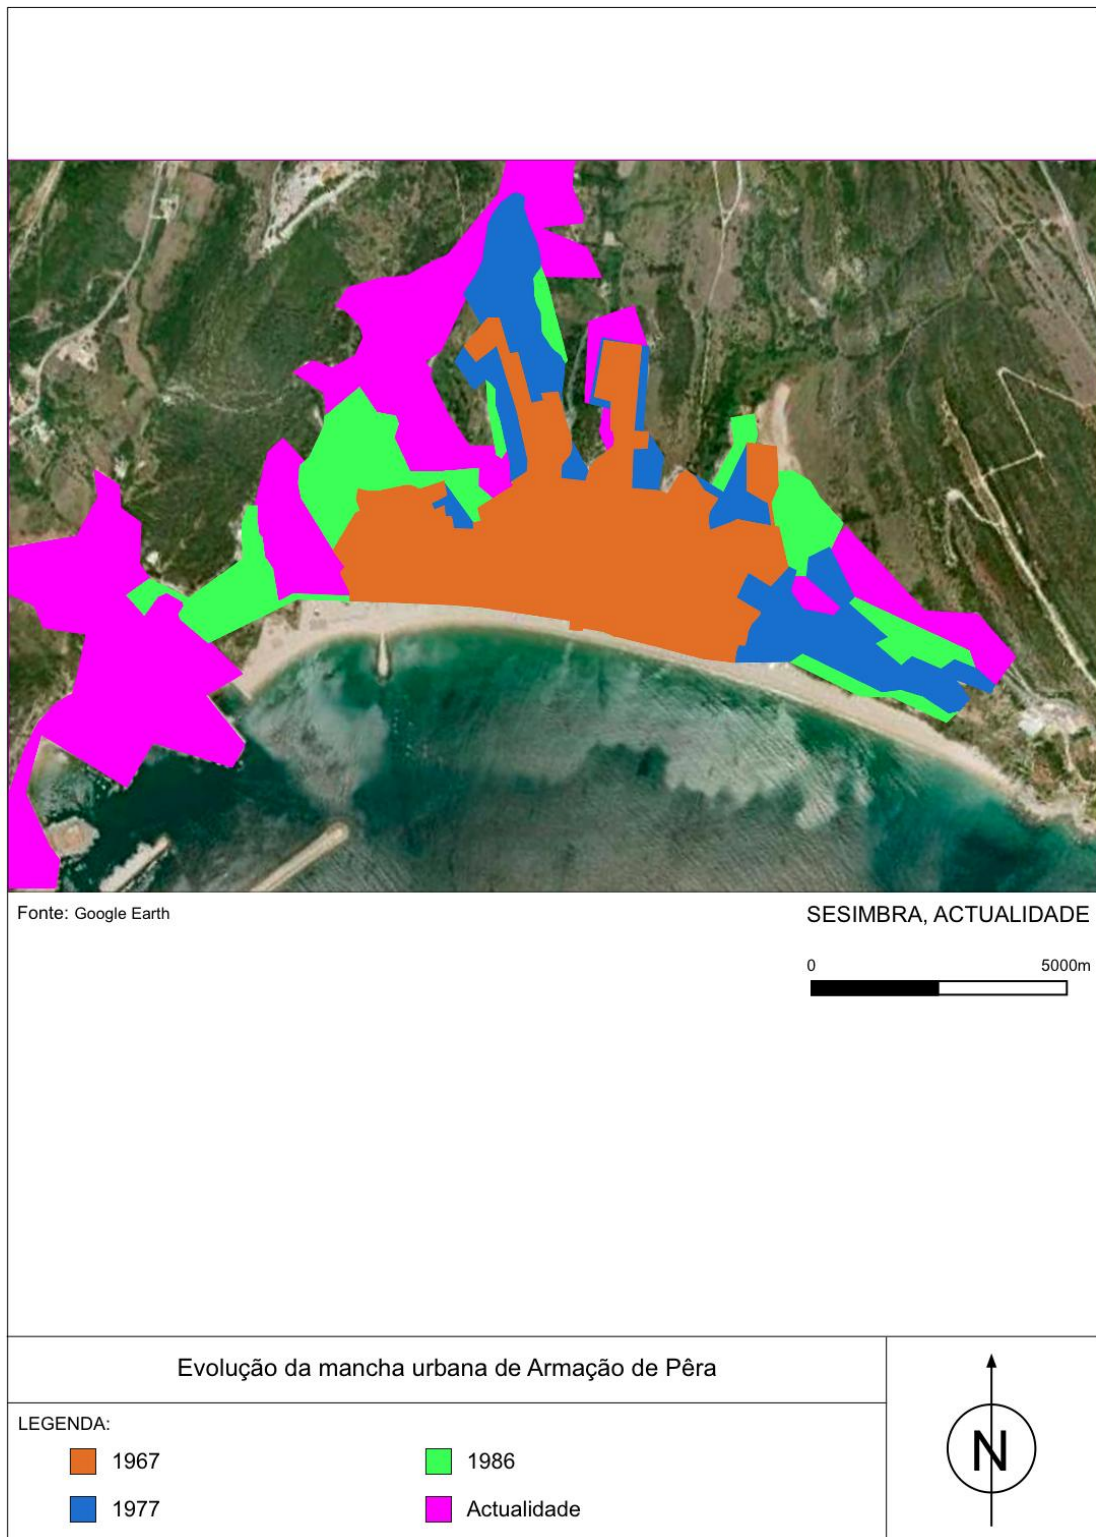 Fonte: Google Earth
SESIMBRA, ACTUALIDADE
0 5000m
Evolução da mancha urbana de Armação de Pêra
LEGENDA:
1967
1986
1977
Actualidade
N